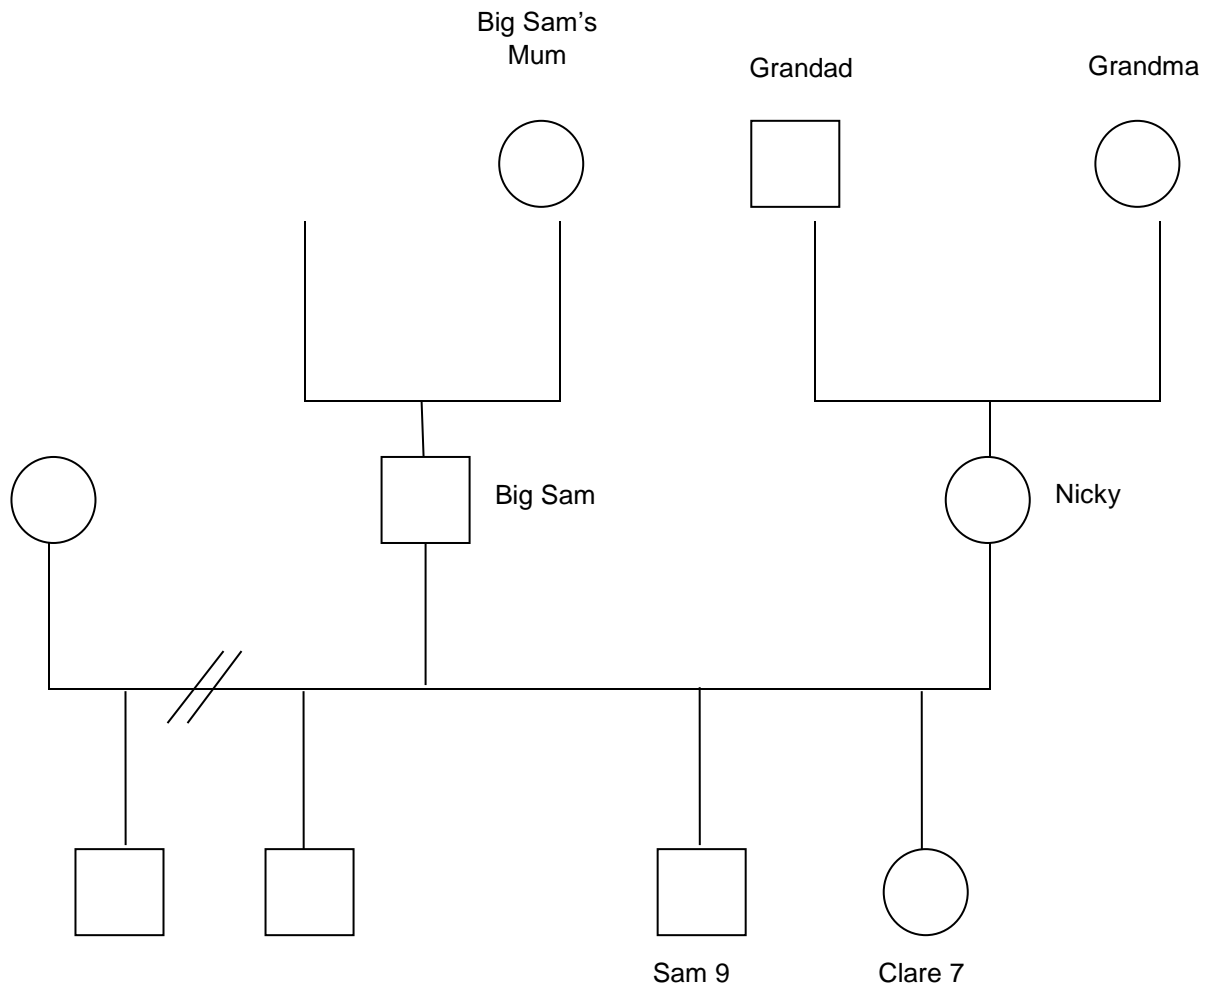 Big Sam’s
Mum
Grandad
Grandma
Big Sam
Nicky
Sam 9
Clare 7